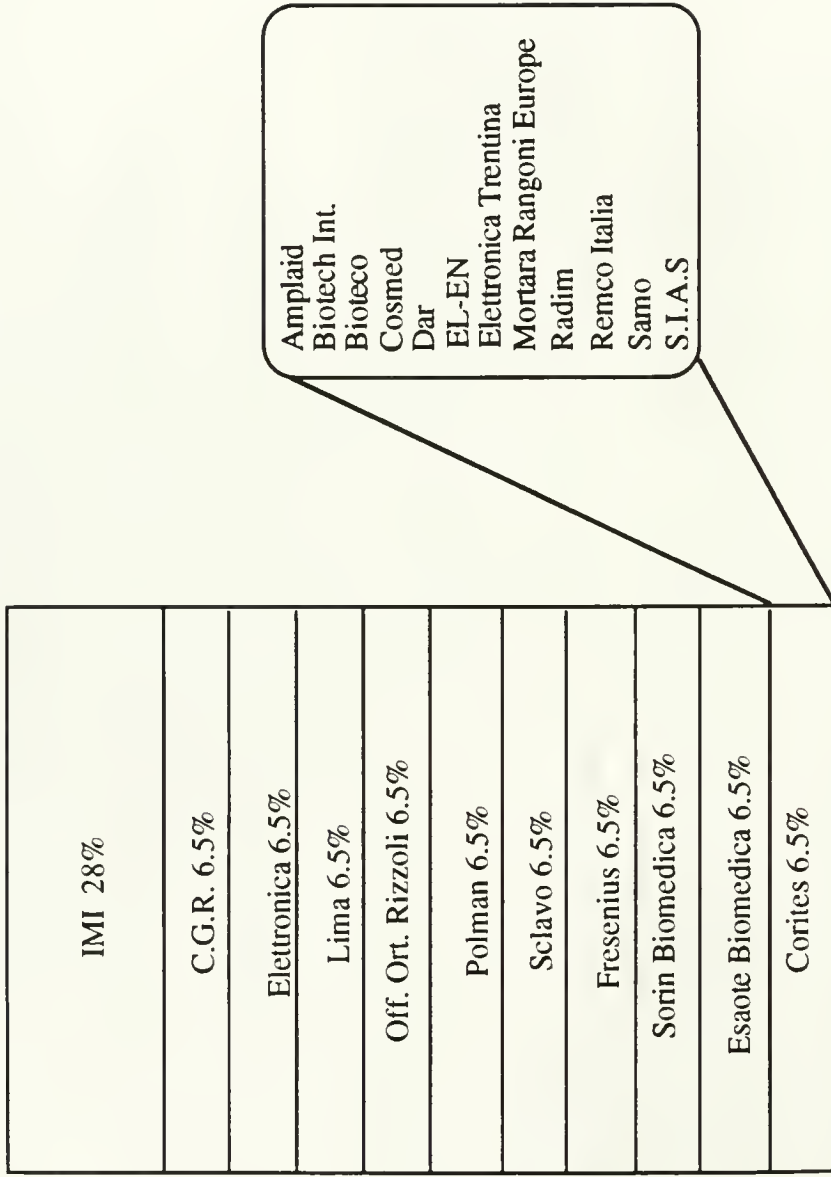 IMI 28%
C.G.R. 6.5%
Elettronica 6.5%
Lima 6.5%
Off. Ort. Rizzoli 6.5%
Polman 6.5%
Sclavo 6.5%
Fresenius 6.5%
Sorin Biomedica 6.5%
Esaote Biomedica 6.5%
Corites 6.5%
Amplaid
Biotech Int.
Bioteco
Cosmed
Dar
EL-EN
Elettronica Trentina
Mortara Rangoni Europe
Radim
Remco Italia
Samo
S.I.A.S